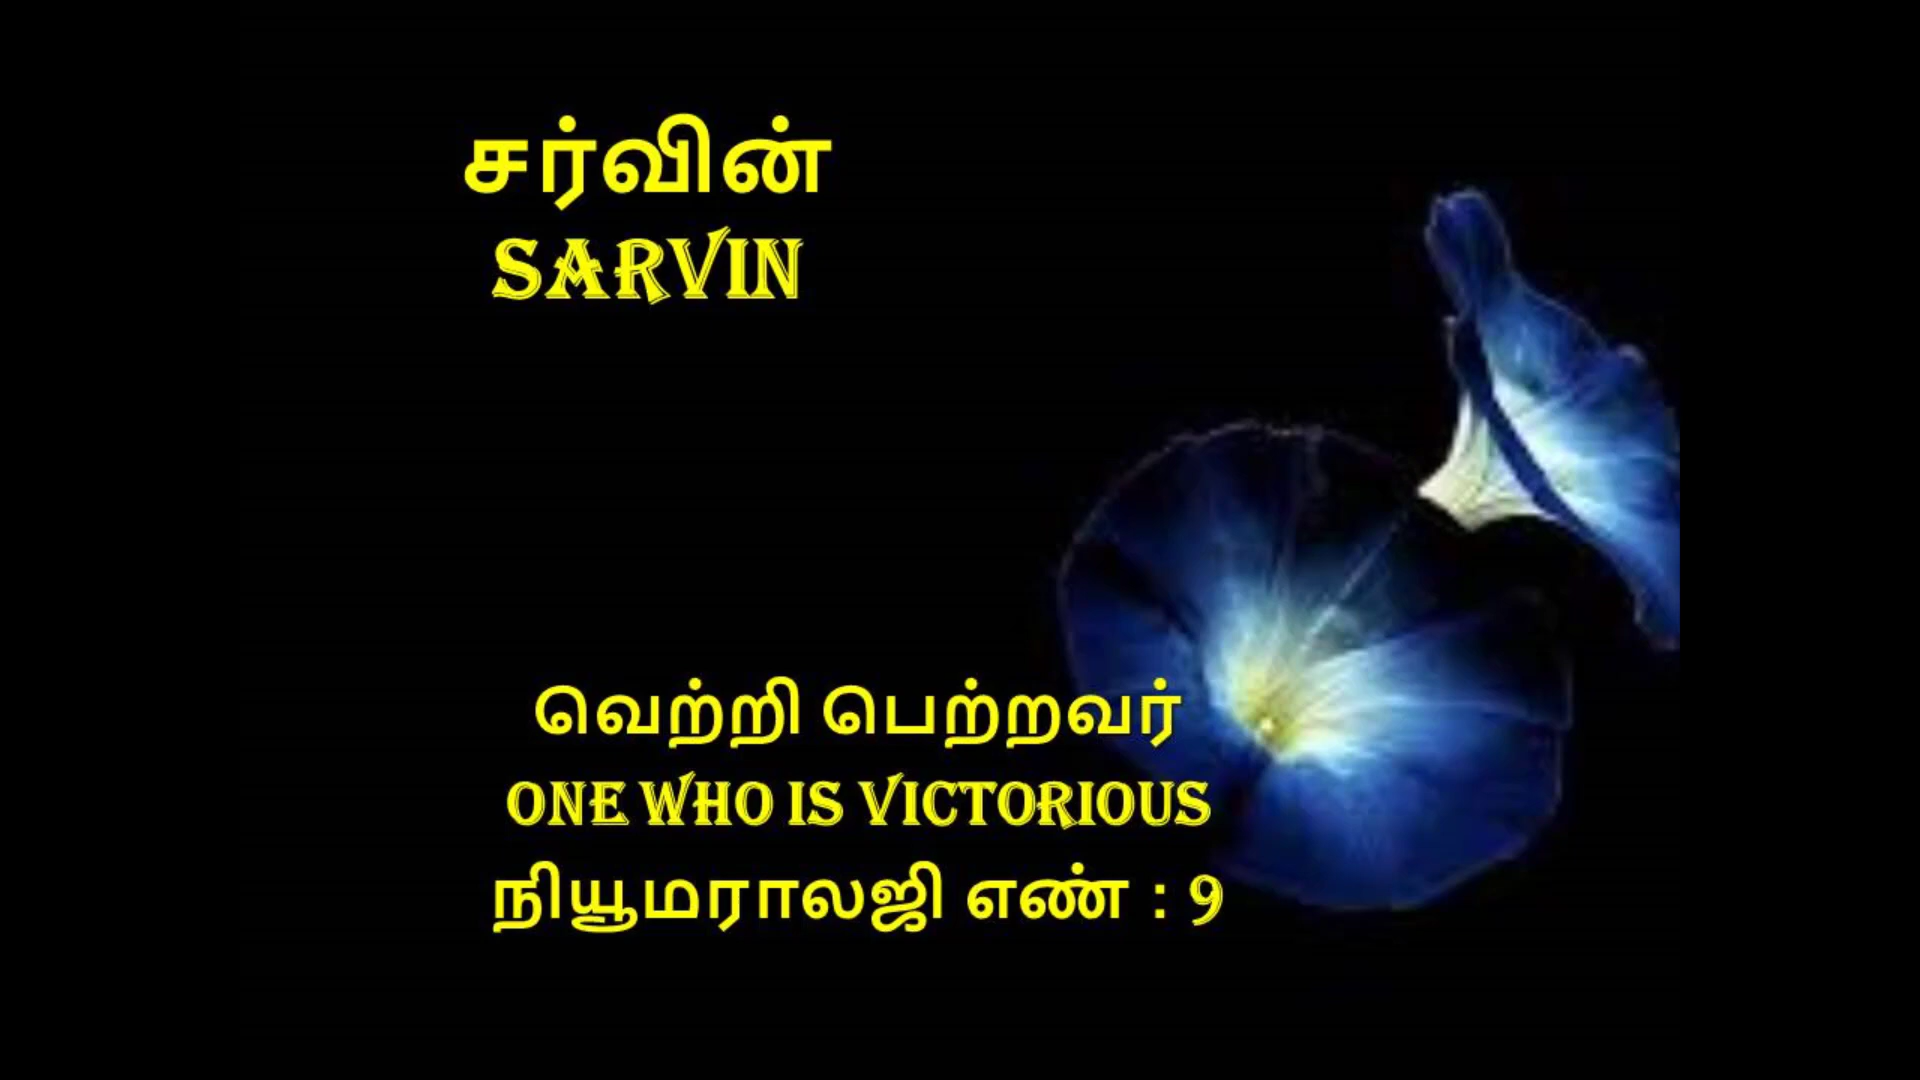 சர்வின்
SARVIN
வெற்றி பெற்றவர்
ONE WHO IS VICTORIOUS
நியூமராலஜி எண் : 9